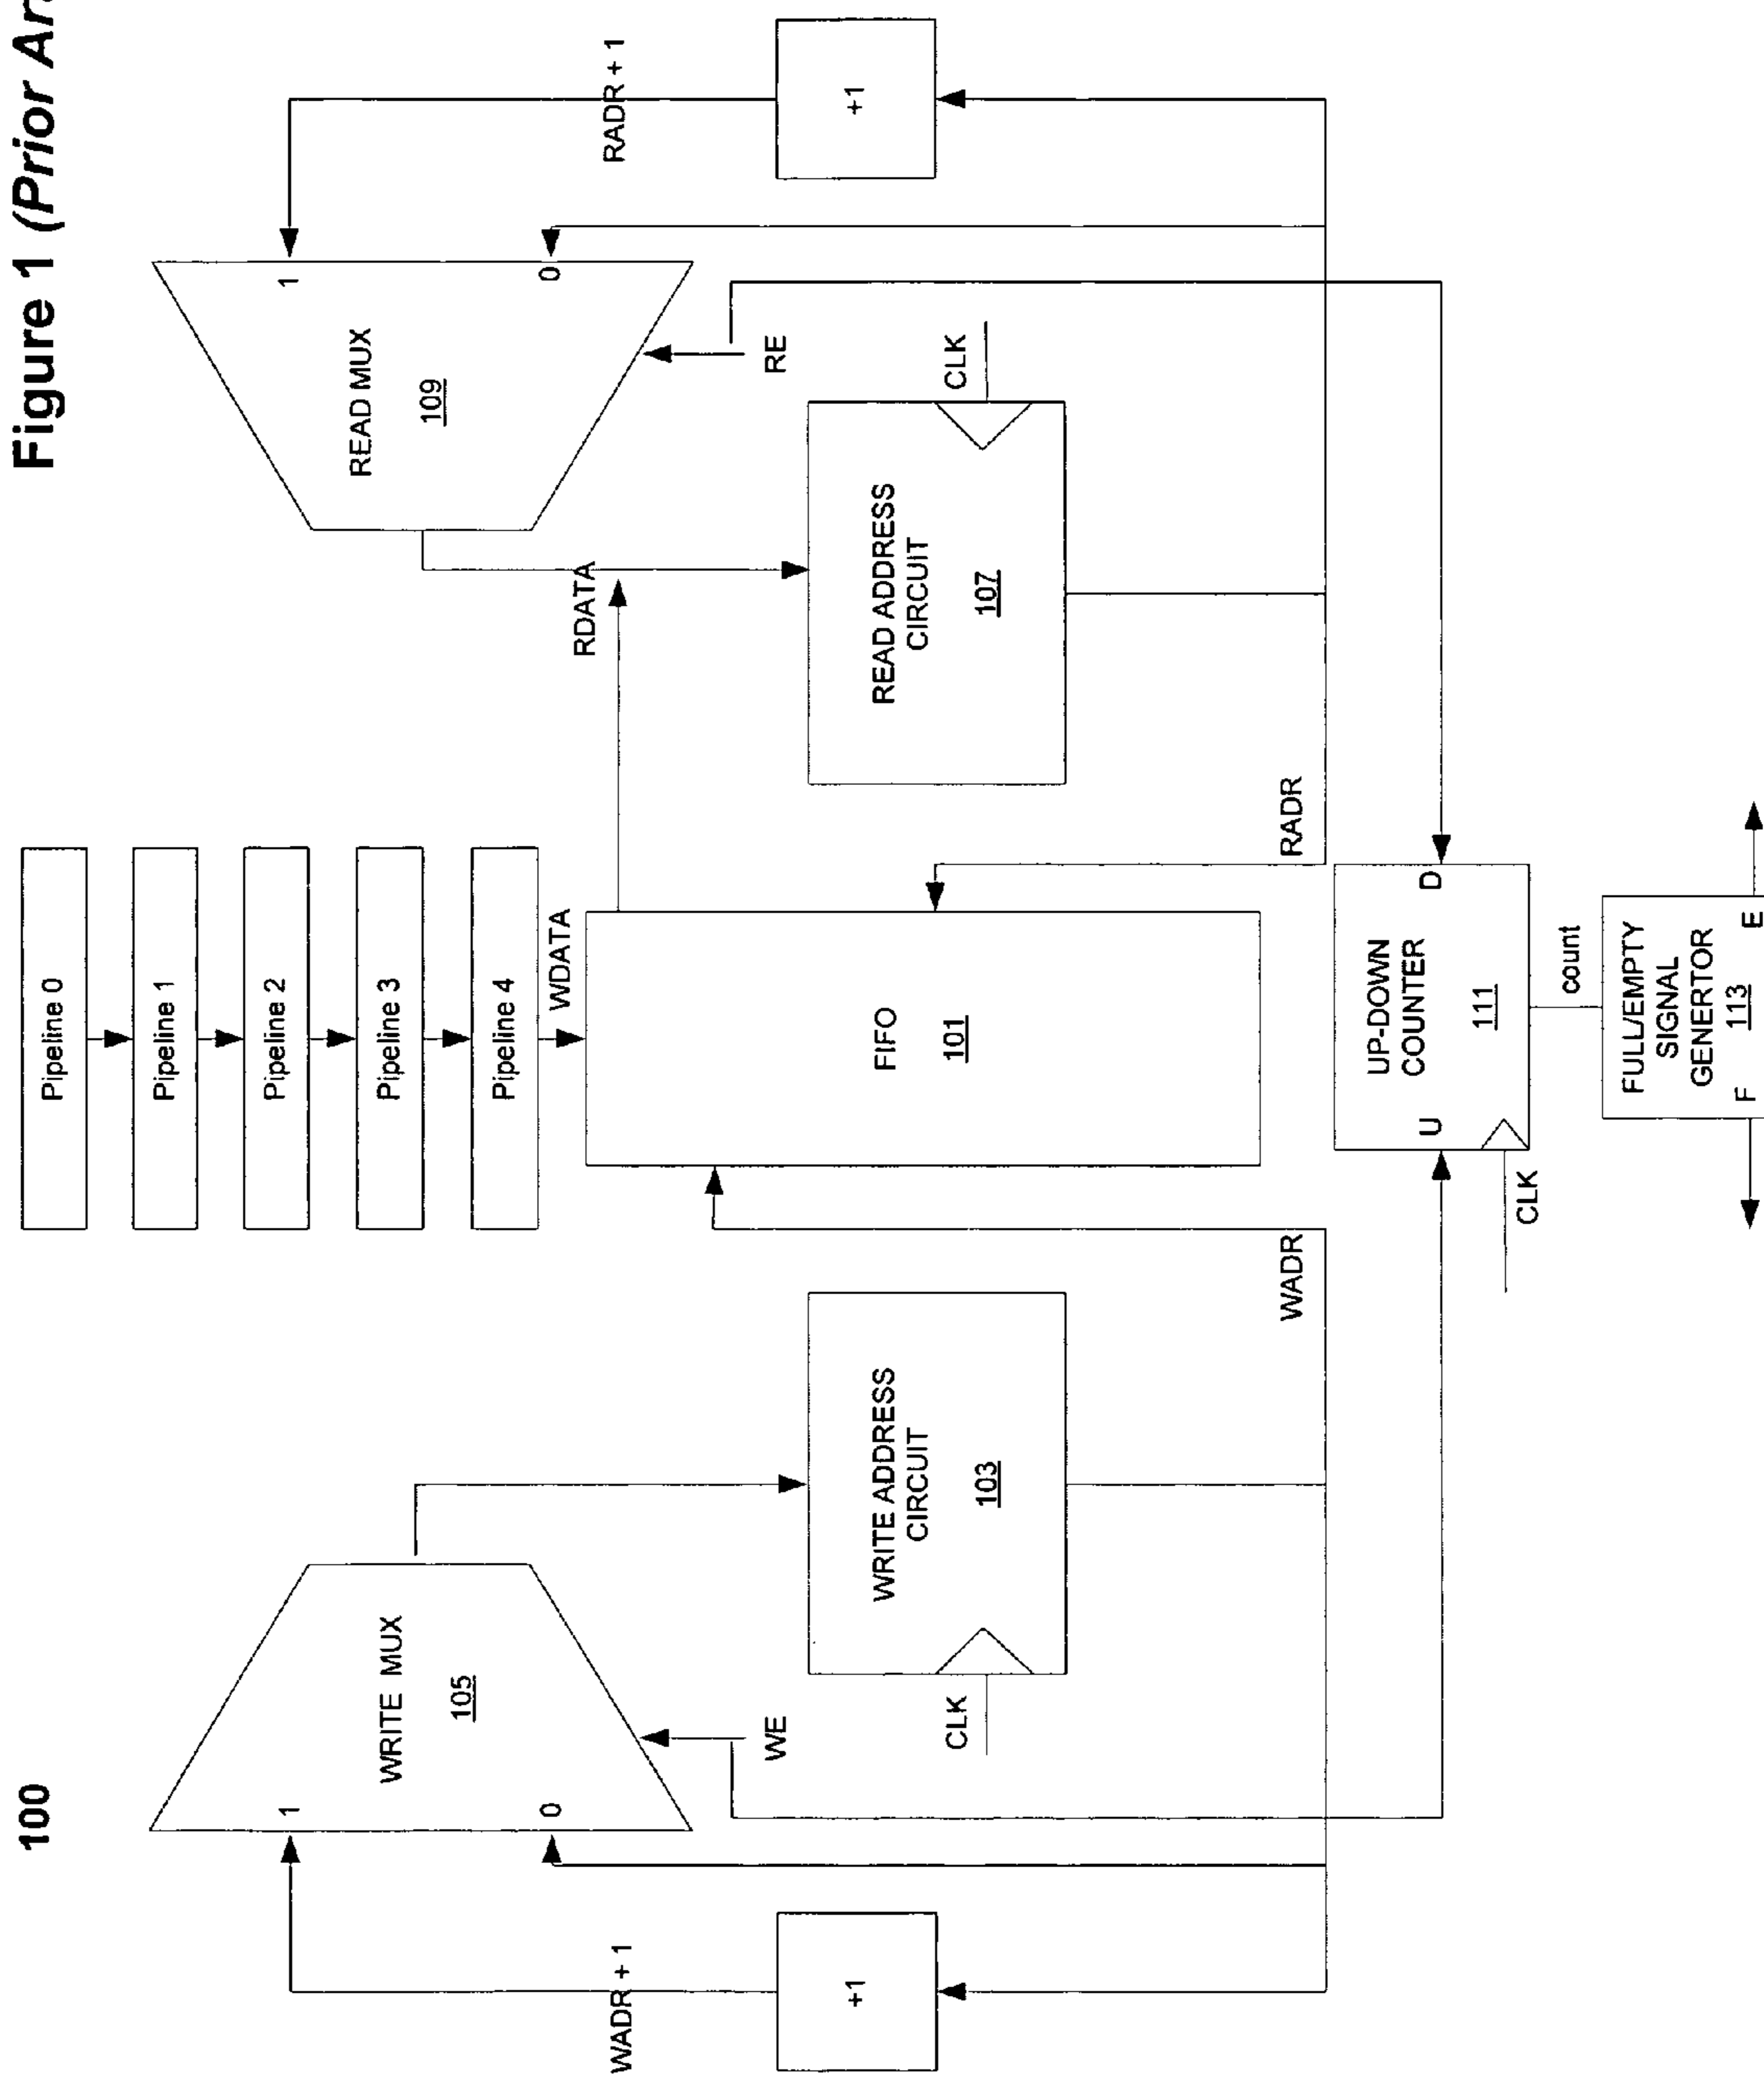 Figure 1 (Prior Ar
100
Pipeline 0
Pipeline 1
Pipeline 2
Pipeline 3
Pipeline 4
WDATA
WRITE MUX
105
1
0
WE
WADR + 1
+1
WRITE ADDRESS
CIRCUIT
103
CLK
WADR
FIFO
101
RDATA
READ MUX
109
1
0
RE
RADR + 1
+1
READ ADDRESS
CIRCUIT
107
CLK
RADR
UP-DOWN
COUNTER
111
U
D
CLK
count
FULL/EMPTY
SIGNAL
GENERTOR
113
F
E